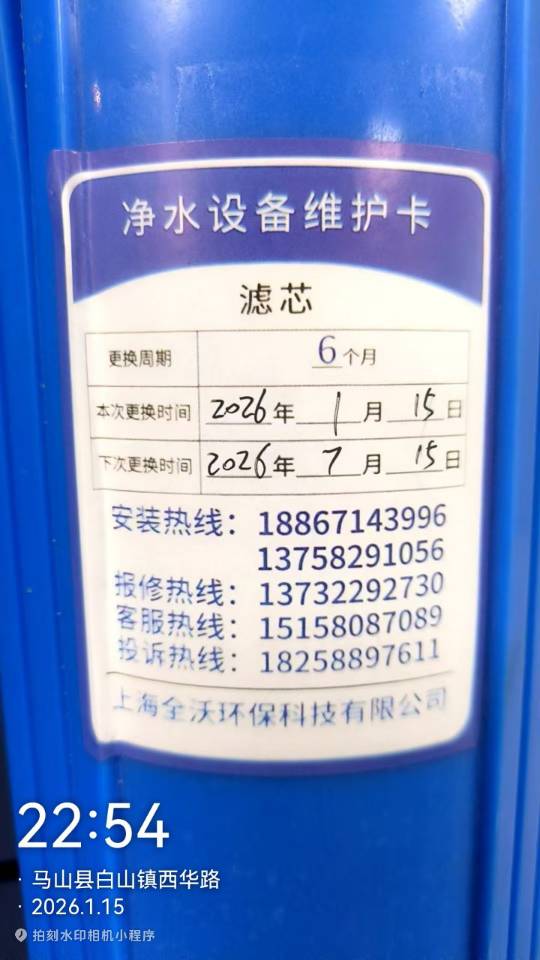 净水设备维护卡
滤芯
更换周期 6个月
本次更换时间 2026年1月15日
下次更换时间 2026年7月15日
安装热线：18867143996
13758291056
报修热线：13732292730
客服热线：15158087089
投诉热线：18258897611
上海全沃环保科技有限公司
22:54
· 马山县白山镇西华路
· 2026.1.15
拍刻水印相机小程序